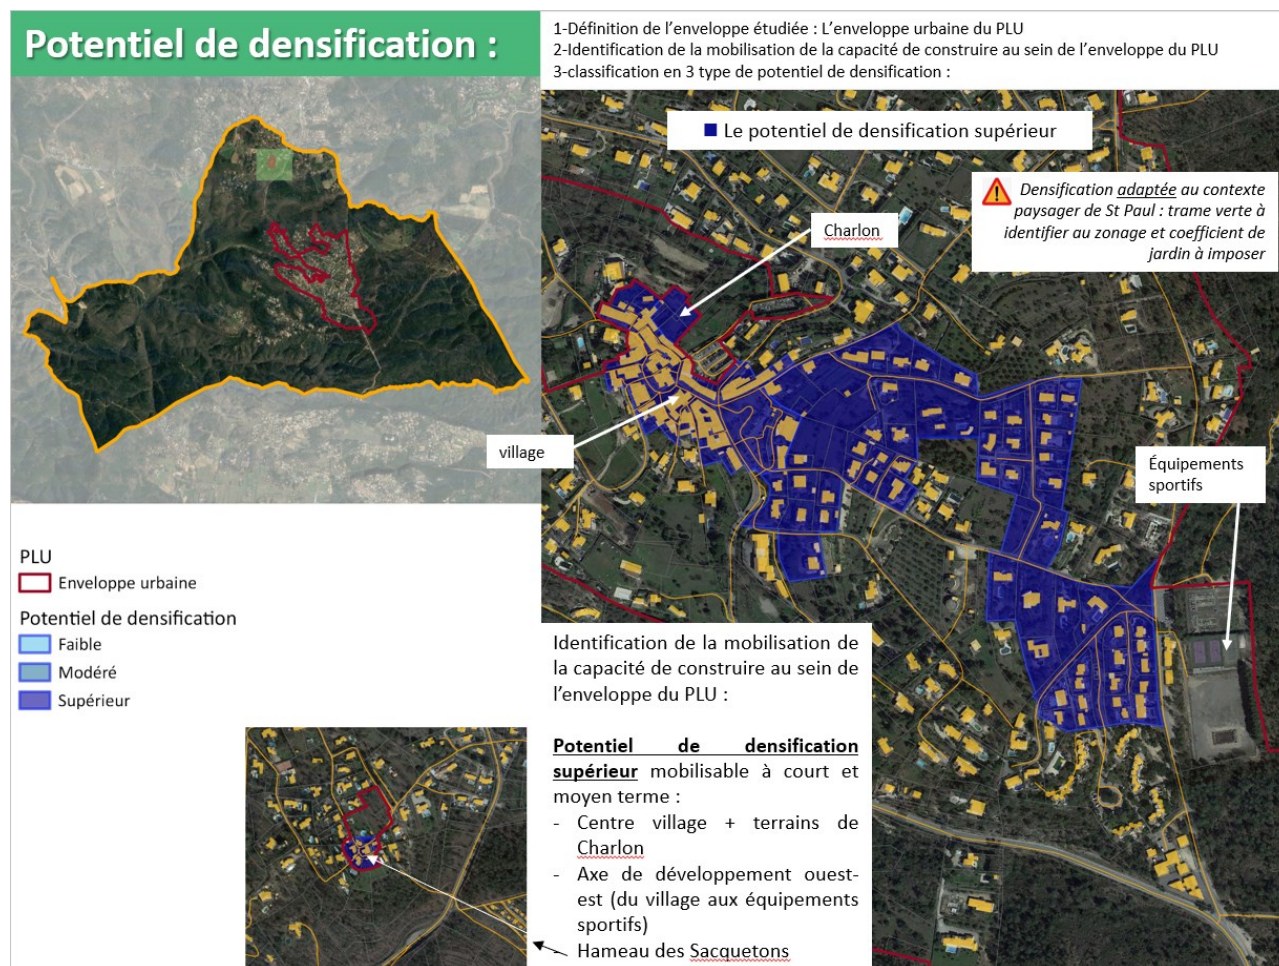 Potentiel de densification :
1-Définition de l'enveloppe étudiée : L'enveloppe urbaine du PLU
2-Identification de la mobilisation de la capacité de construire au sein de l'enveloppe du PLU
3-classification en 3 type de potentiel de densification :
Le potentiel de densification supérieur
Densification adaptée au contexte
paysager de St Paul : trame verte à
identifier au zonage et coefficient de
jardin à imposer
Charlon
village
Équipements
sportifs
PLU
Enveloppe urbaine
Potentiel de densification
Faible
Modéré
Supérieur
Identification de la mobilisation de
la capacité de construire au sein de
l'enveloppe du PLU :
Potentiel de densification
supérieur mobilisable à court et
moyen terme :
- Centre village + terrains de
Charlon
- Axe de développement ouest-
est (du village aux équipements
sportifs)
- Hameau des Sacquetons